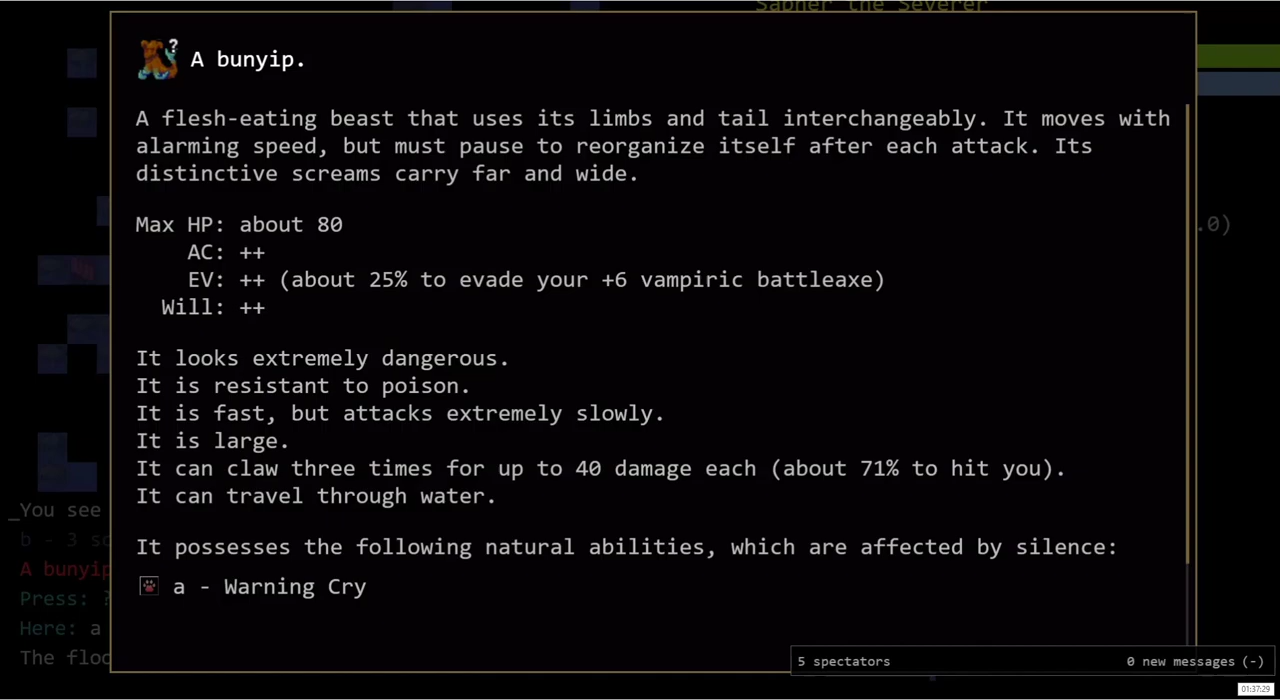 Sabher the Severer
?
A bunyip.
A flesh-eating beast that uses its limbs and tail interchangeably. It moves with
alarming speed, but must pause to reorganize itself after each attack. Its
distinctive screams carry far and wide.
Max HP: about 80
.0)
AC: ++
EV: ++ (about 25% to evade your +6 vampiric battleaxe)
Will: ++
It looks extremely dangerous.
It is resistant to poison.
It is fast, but attacks extremely slowly.
It is large.
It can claw three times for up to 40 damage each (about 71% to hit you).
It can travel through water.
_You see
b - 3 sc
It possesses the following natural abilities, which are affected by silence:
A bunyip
a - Warning Cry
Press: ?
Here: a
The floo
5 spectators
0 new messages (-)
01:37:29